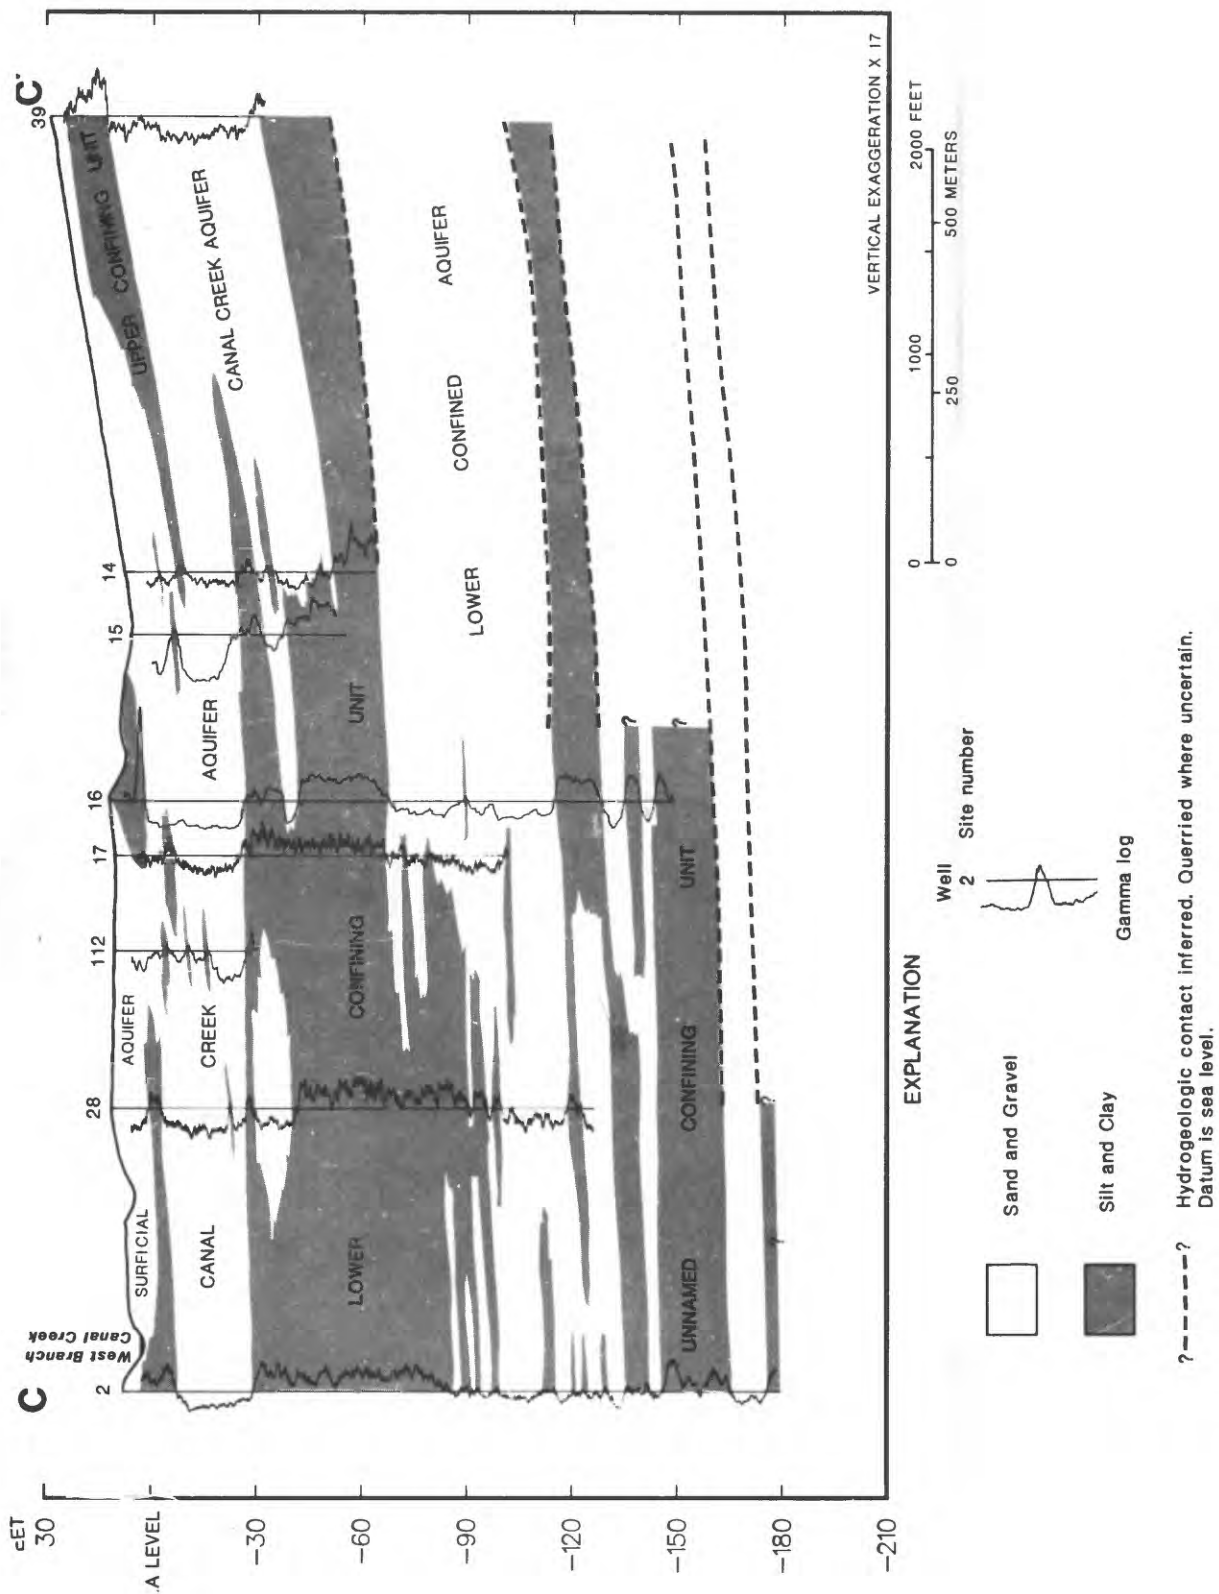 C
C'
2
28
112
17
16
15
14
39
West Branch
Canal Creek
EET
30
.A LEVEL
-30
-60
-90
-120
-150
-180
-210
SURFICIAL AQUIFER
UPPER CONFINING UNIT
CANAL CREEK AQUIFER
CANAL CREEK AQUIFER
LOWER CONFINING UNIT
LOWER CONFINED AQUIFER
UNNAMED CONFINING UNIT
?
?
?
?
VERTICAL EXAGGERATION X 17
0 1000 2000 FEET
0 250 500 METERS
EXPLANATION
Sand and Gravel
Silt and Clay
?-----? Hydrogeologic contact inferred. Querried where uncertain.
Datum is sea level.
Well
2 Site number
Gamma log